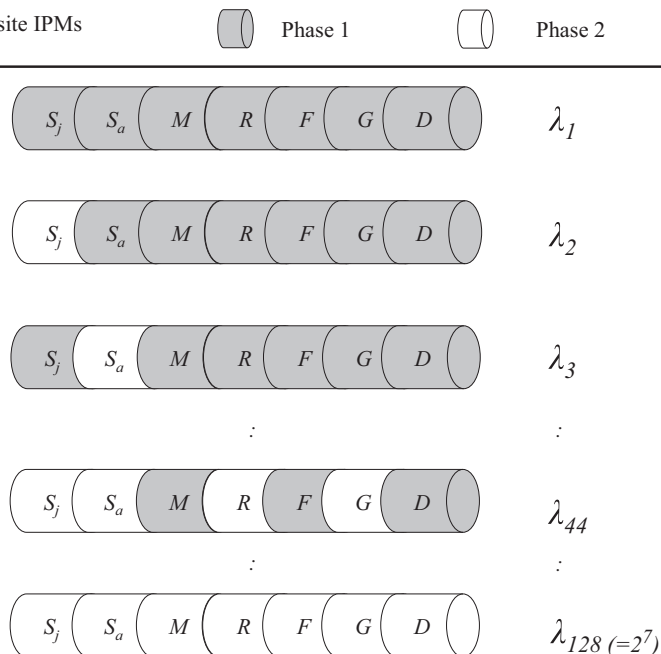 site IPMs Phase 1 Phase 2
S_j S_a M R F G D λ_1
S_j S_a M R F G D λ_2
S_j S_a M R F G D λ_3
: :
S_j S_a M R F G D λ_44
: :
S_j S_a M R F G D λ_128 (=2^7)